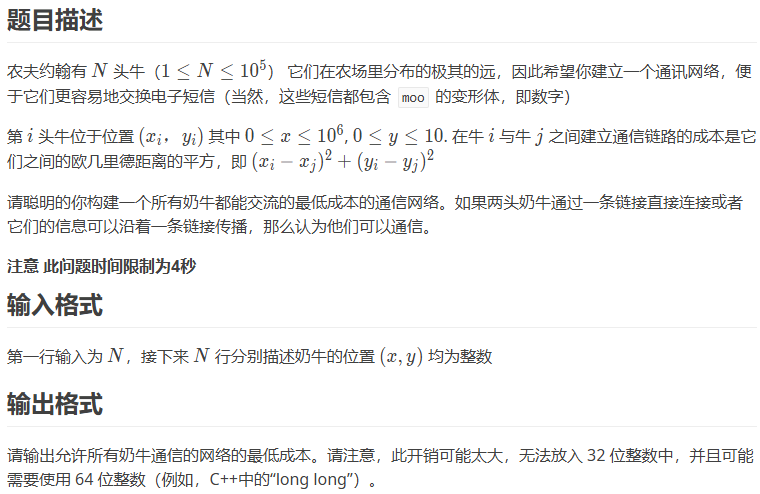 题目描述
农夫约翰有 N 头牛（1 ≤ N ≤ 10^5） 它们在农场里分布的极其的远，因此希望你建立一个通讯网络，便
于它们更容易地交换电子短信（当然，这些短信都包含 moo 的变形体，即数字）
第 i 头牛位于位置 (x_i，y_i) 其中 0 ≤ x ≤ 10^6, 0 ≤ y ≤ 10. 在牛 i 与牛 j 之间建立通信链路的成本是它
们之间的欧几里德距离的平方，即 (x_i − x_j)^2 + (y_i − y_j)^2
请聪明的你构建一个所有奶牛都能交流的最低成本的通信网络。如果两头奶牛通过一条链接直接连接或者
它们的信息可以沿着一条链接传播，那么认为他们可以通信。
注意 此问题时间限制为4秒
输入格式
第一行输入为 N，接下来 N 行分别描述奶牛的位置 (x, y) 均为整数
输出格式
请输出允许所有奶牛通信的网络的最低成本。请注意，此开销可能太大，无法放入 32 位整数中，并且可能
需要使用 64 位整数（例如，C++中的“long long”）。